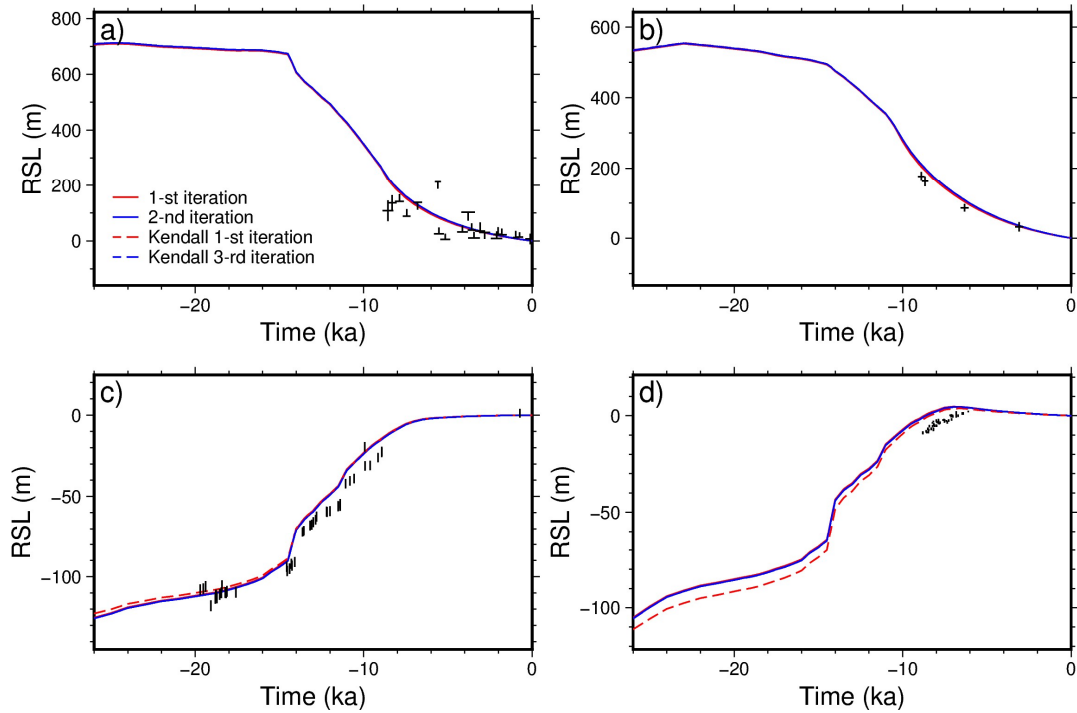 a)
800
600
400
200
0
RSL (m)
1-st iteration
2-nd iteration
Kendall 1-st iteration
Kendall 3-rd iteration
−20
−10
0
Time (ka)
b)
600
400
200
0
RSL (m)
−20
−10
0
Time (ka)
c)
0
−50
−100
RSL (m)
−20
−10
0
Time (ka)
d)
0
−50
−100
RSL (m)
−20
−10
0
Time (ka)